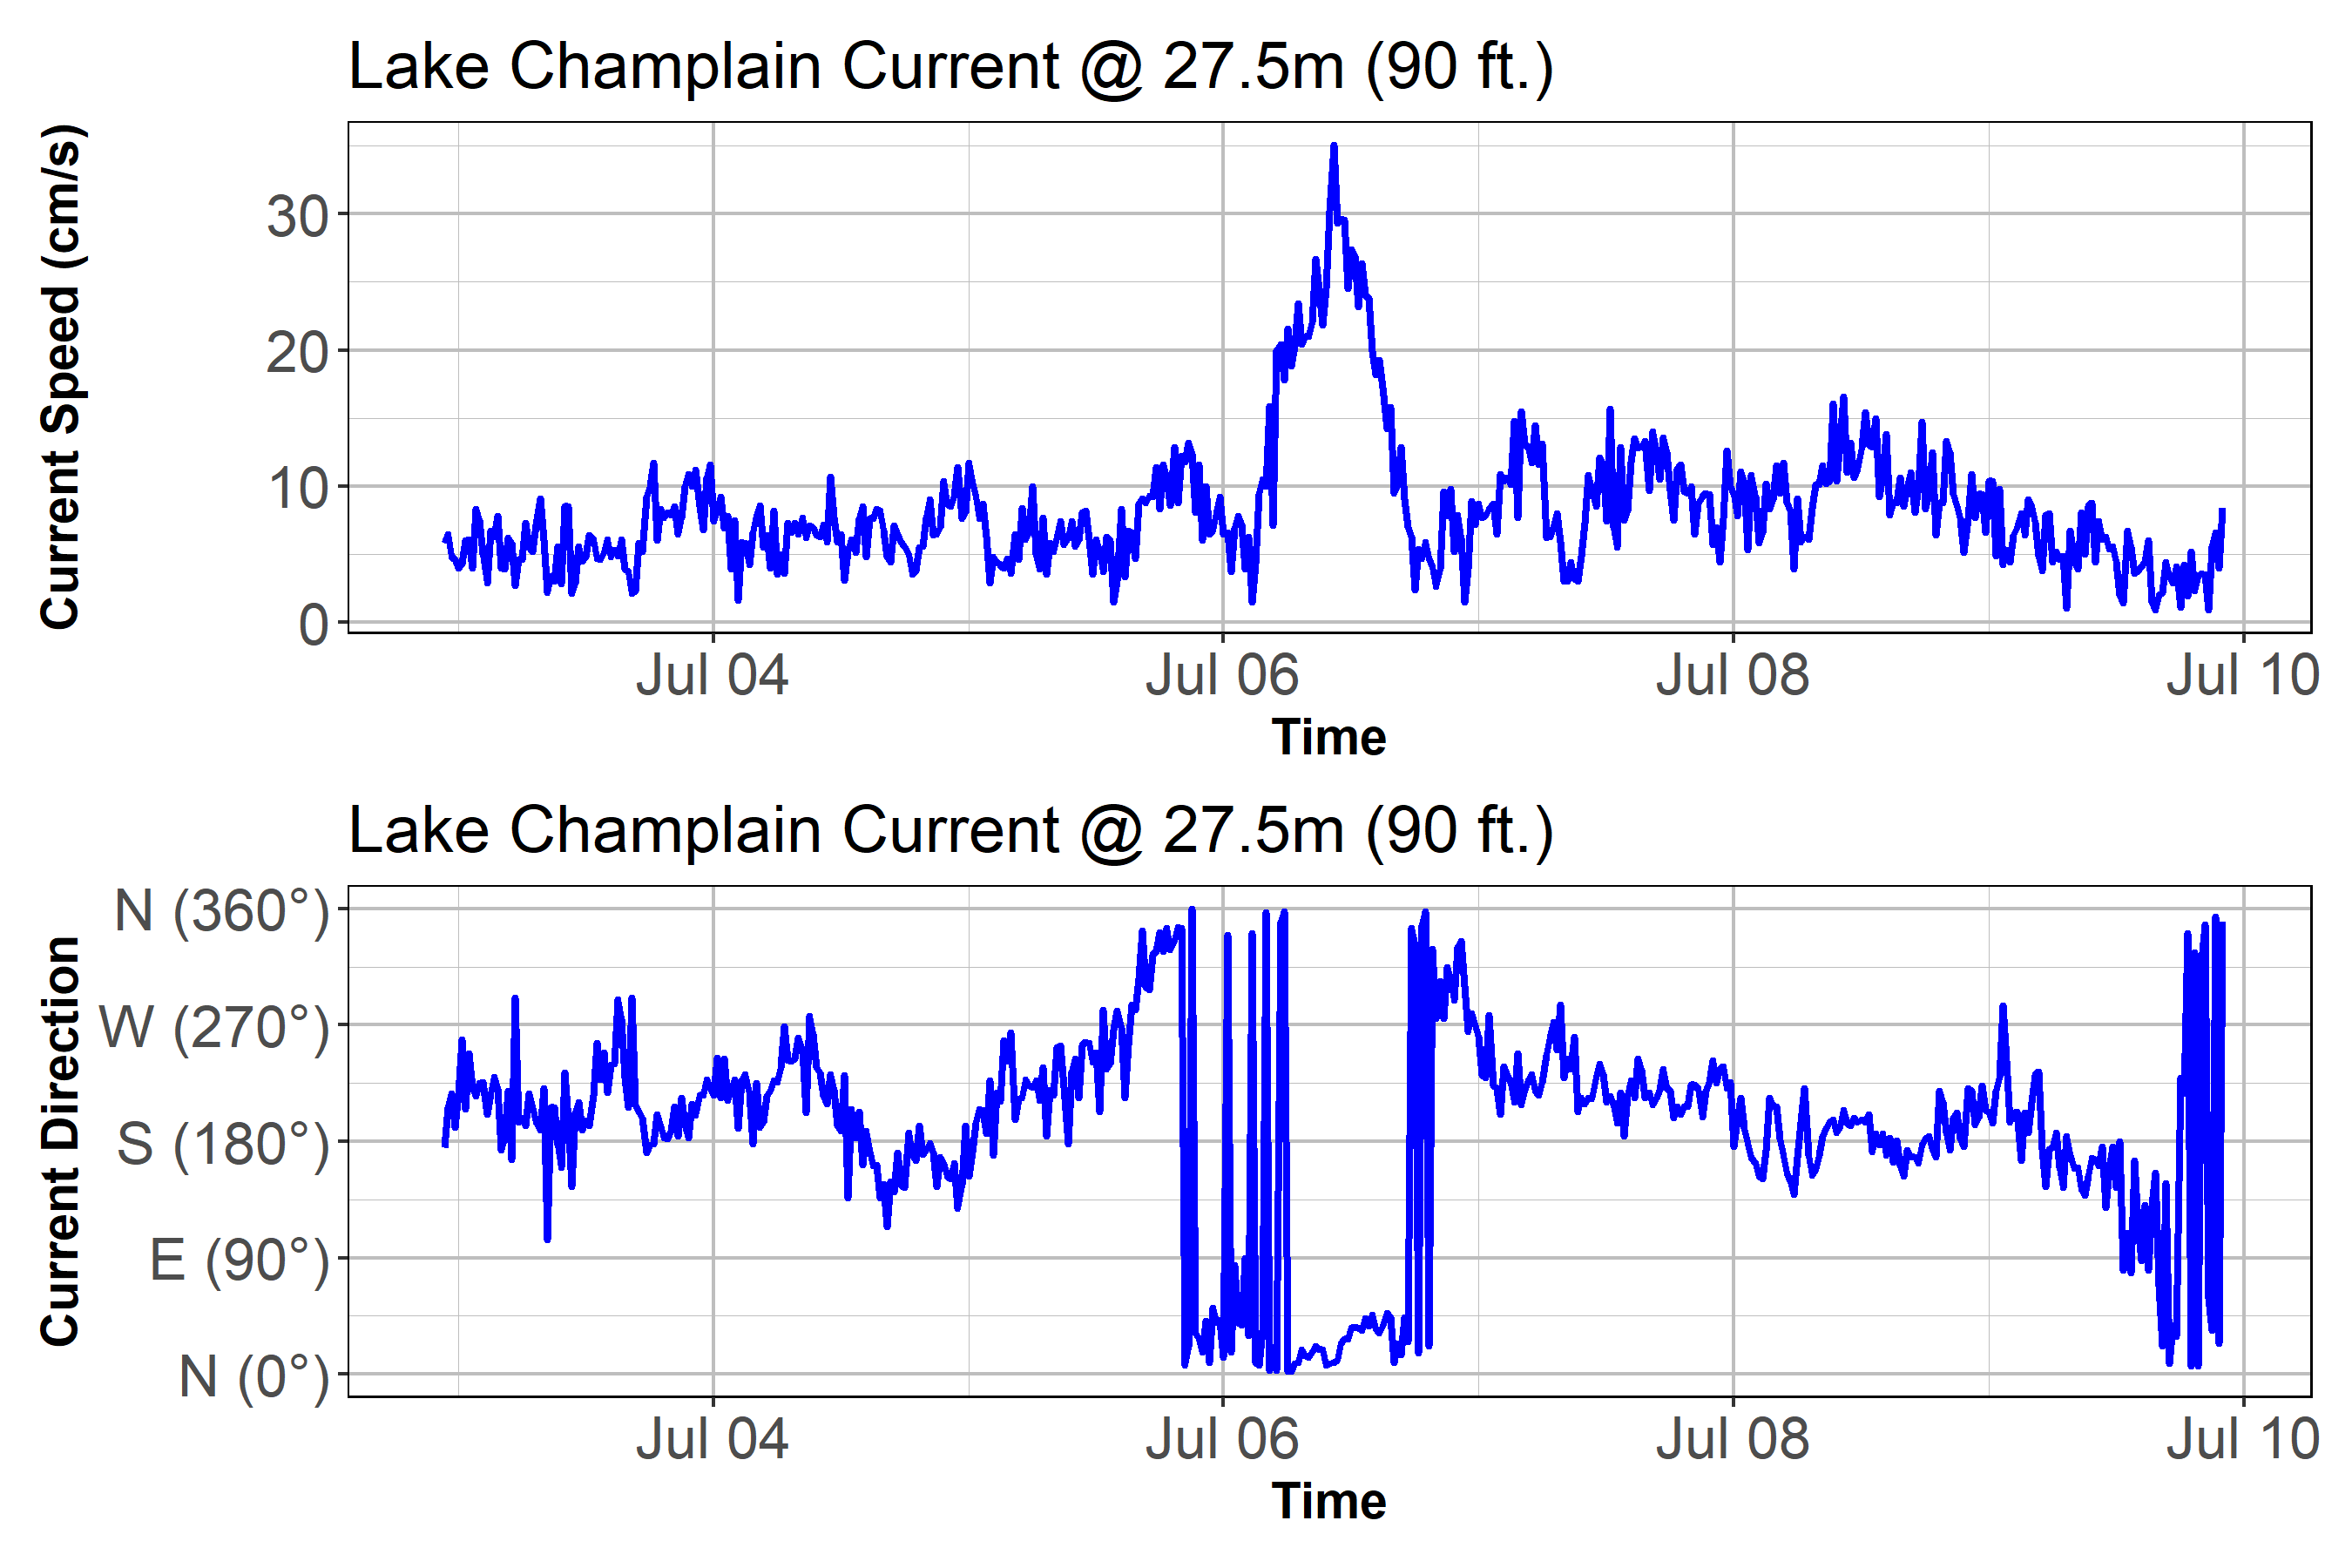 Lake Champlain Current @ 27.5m (90 ft.)
Current Speed (cm/s)
30
20
10
0
Jul 04 Jul 06 Jul 08 Jul 10
Time
Lake Champlain Current @ 27.5m (90 ft.)
Current Direction
N (360°)
W (270°)
S (180°)
E (90°)
N (0°)
Jul 04 Jul 06 Jul 08 Jul 10
Time